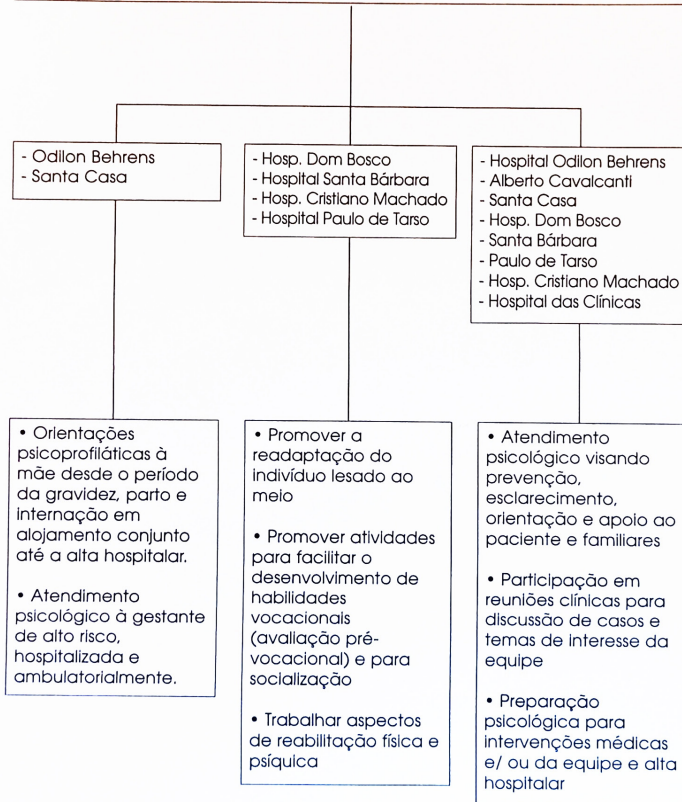 - Odilon Behrens
- Santa Casa
- Hosp. Dom Bosco
- Hospital Santa Bárbara
- Hosp. Cristiano Machado
- Hospital Paulo de Tarso
- Hospital Odilon Behrens
- Alberto Cavalcanti
- Santa Casa
- Hosp. Dom Bosco
- Santa Bárbara
- Paulo de Tarso
- Hosp. Cristiano Machado
- Hospital das Clínicas
• Orientações
psicoprofiláticas à
mãe desde o período
da gravidez, parto e
internação em
alojamento conjunto
até a alta hospitalar.
• Atendimento
psicológico à gestante
de alto risco,
hospitalizada e
ambulatorialmente.
• Promover a
readaptação do
indivíduo lesado ao
meio
• Promover atividades
para facilitar o
desenvolvimento de
habilidades
vocacionais
(avaliação pré-
vocacional) e para
socialização
• Trabalhar aspectos
de reabilitação física e
psíquica
• Atendimento
psicológico visando
prevenção,
esclarecimento,
orientação e apoio ao
paciente e familiares
• Participação em
reuniões clínicas para
discussão de casos e
temas de interesse da
equipe
• Preparação
psicológica para
intervenções médicas
e/ ou da equipe e alta
hospitalar